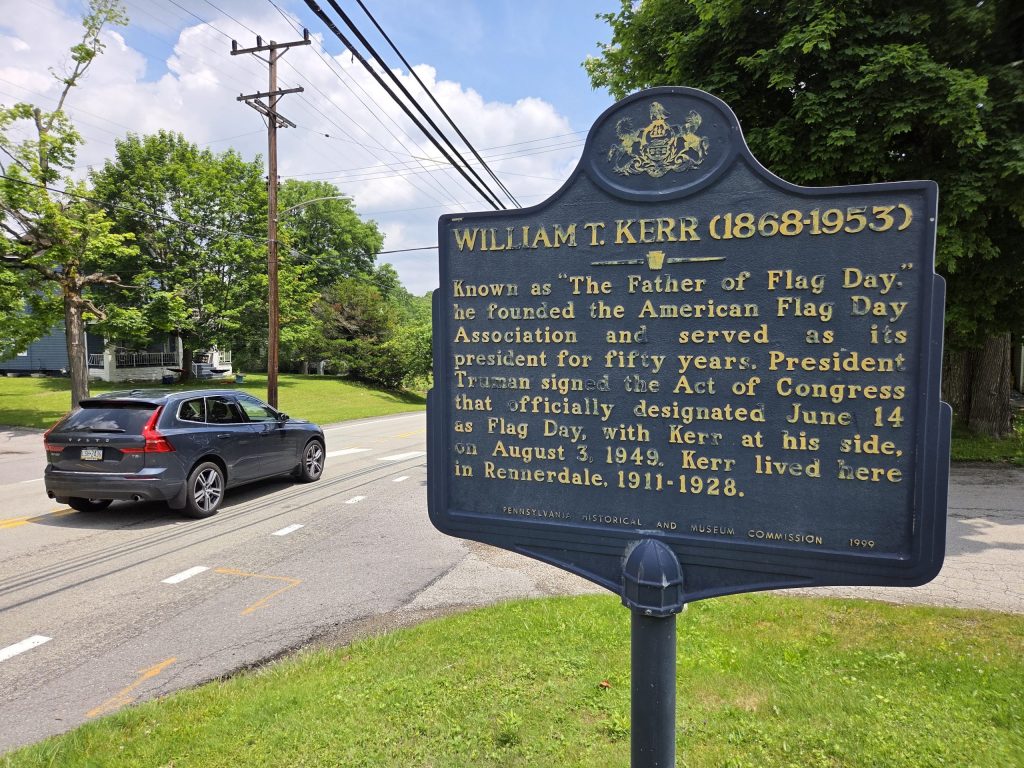 WILLIAM T. KERR (1868-1953)
Known as "The Father of Flag Day,"
he founded the American Flag Day
Association and served as its
president for fifty years. President
Truman signed the Act of Congress
that officially designated June 14
as Flag Day, with Kerr at his side,
on August 3, 1949. Kerr lived here
in Rennerdale, 1911-1928.
PENNSYLVANIA HISTORICAL AND MUSEUM COMMISSION 1999
VOLVO